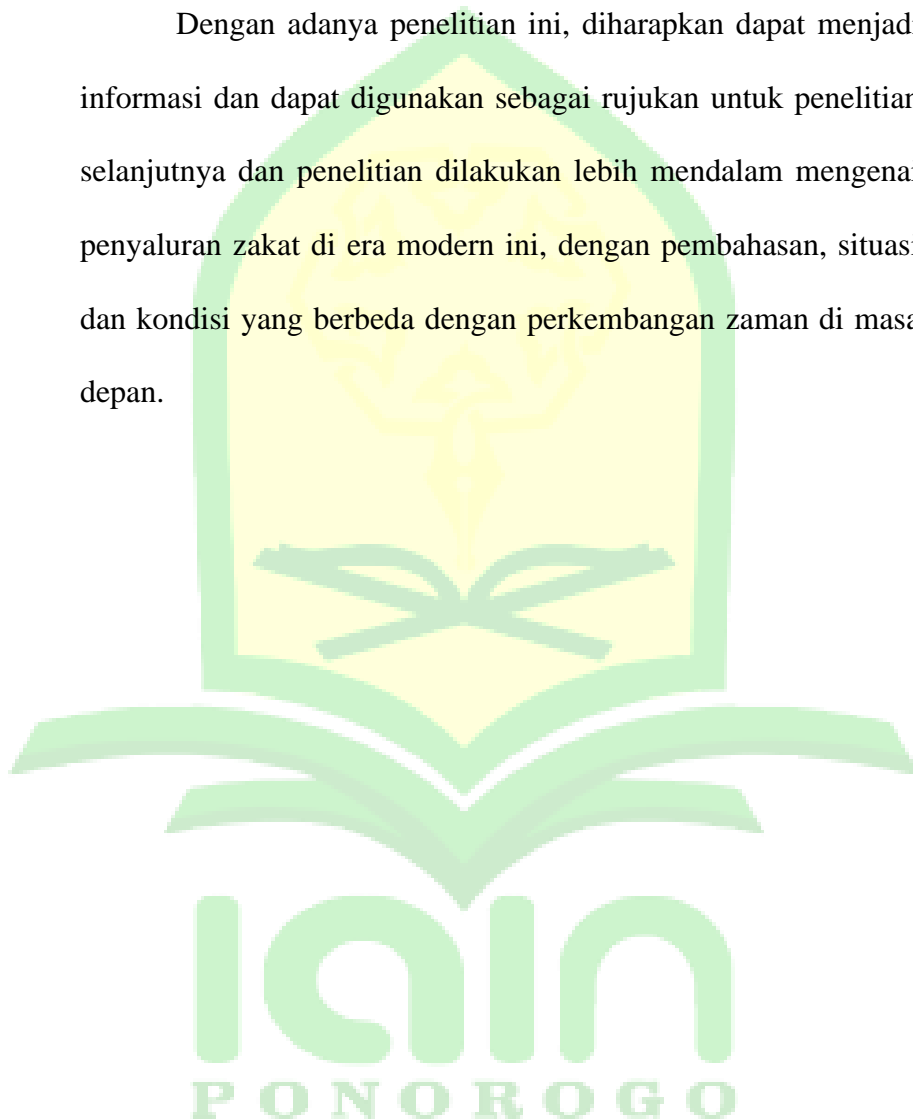 Dengan adanya penelitian ini, diharapkan dapat menjadi
informasi dan dapat digunakan sebagai rujukan untuk penelitian
selanjutnya dan penelitian dilakukan lebih mendalam mengenai
penyaluran zakat di era modern ini, dengan pembahasan, situasi
dan kondisi yang berbeda dengan perkembangan zaman di masa
depan.
iain
PONOROGO